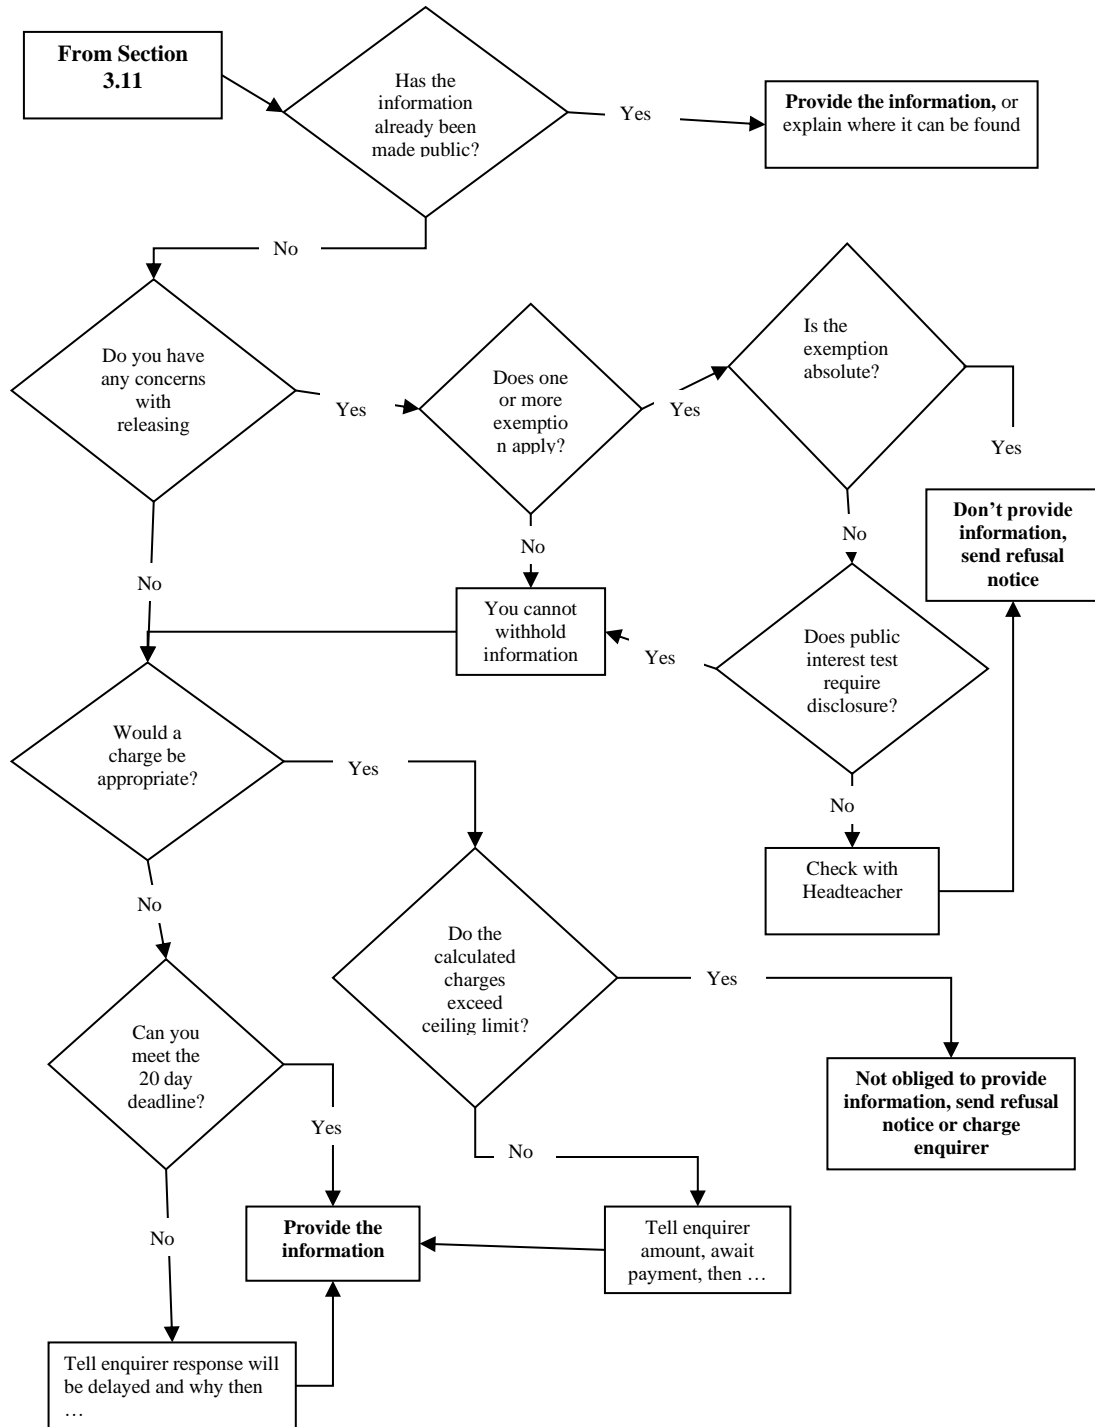 From Section
3.11
Has the
information
already been
made public?
Yes
Provide the information, or
explain where it can be found
No
Do you have
any concerns
with
releasing
Yes
Does one
or more
exemptio
n apply?
Yes
Is the
exemption
absolute?
Yes
Don't provide
information,
send refusal
notice
No
No
No
You cannot
withhold
information
Yes
Does public
interest test
require
disclosure?
Would a
charge be
appropriate?
Yes
No
Check with
Headteacher
No
Do the
calculated
charges
exceed
ceiling limit?
Yes
Can you
meet the
20 day
deadline?
Not obliged to provide
information, send refusal
notice or charge
enquirer
Yes
No
No
Provide the
information
Tell enquirer
amount, await
payment, then …
Tell enquirer response will
be delayed and why then
…